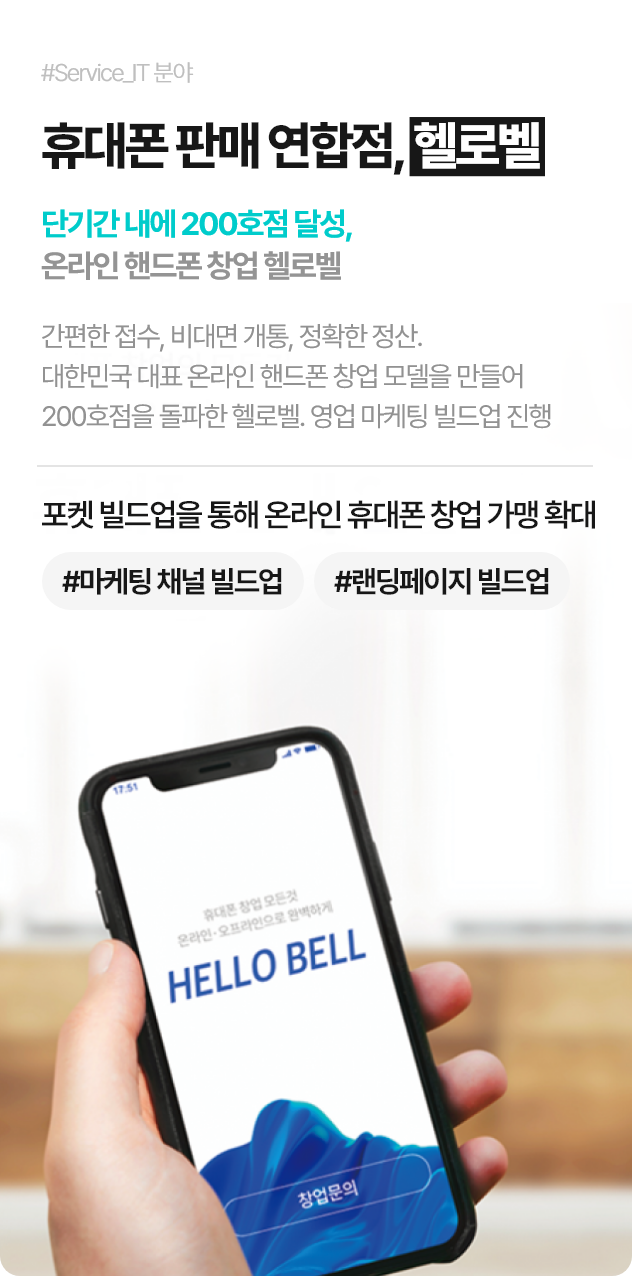 #Service_IT 분야
휴대폰 판매 연합점, 헬로벨
단기간 내에 200호점 달성,
온라인 핸드폰 창업 헬로벨
간편한 접수, 비대면 개통, 정확한 정산.
대한민국 대표 온라인 핸드폰 창업 모델을 만들어
200호점을 돌파한 헬로벨. 영업 마케팅 빌드업 진행
포켓 빌드업을 통해 온라인 휴대폰 창업 가맹 확대
#마케팅 채널 빌드업 #랜딩페이지 빌드업
17:51
휴대폰 창업 모든것
온라인·오프라인으로 완벽하게
HELLO BELL
창업문의